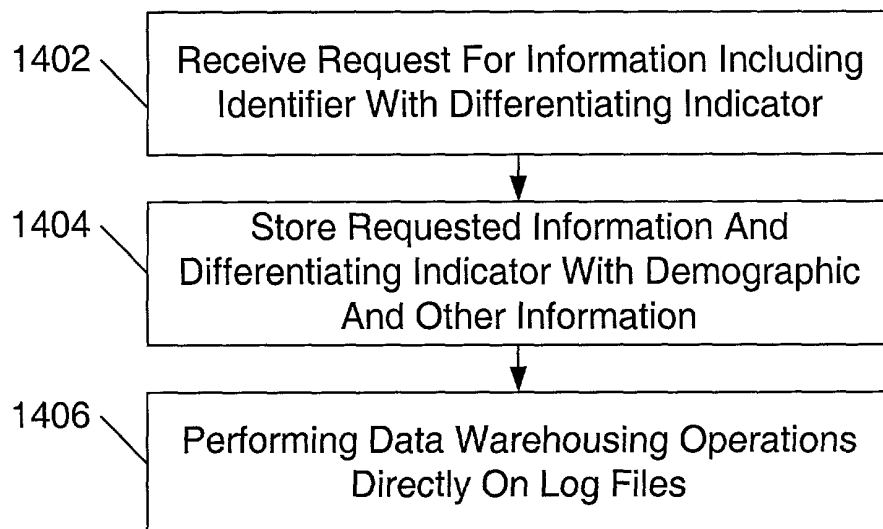 1402
Receive Request For Information Including
Identifier With Differentiating Indicator
1404
Store Requested Information And
Differentiating Indicator With Demographic
And Other Information
1406
Performing Data Warehousing Operations
Directly On Log Files